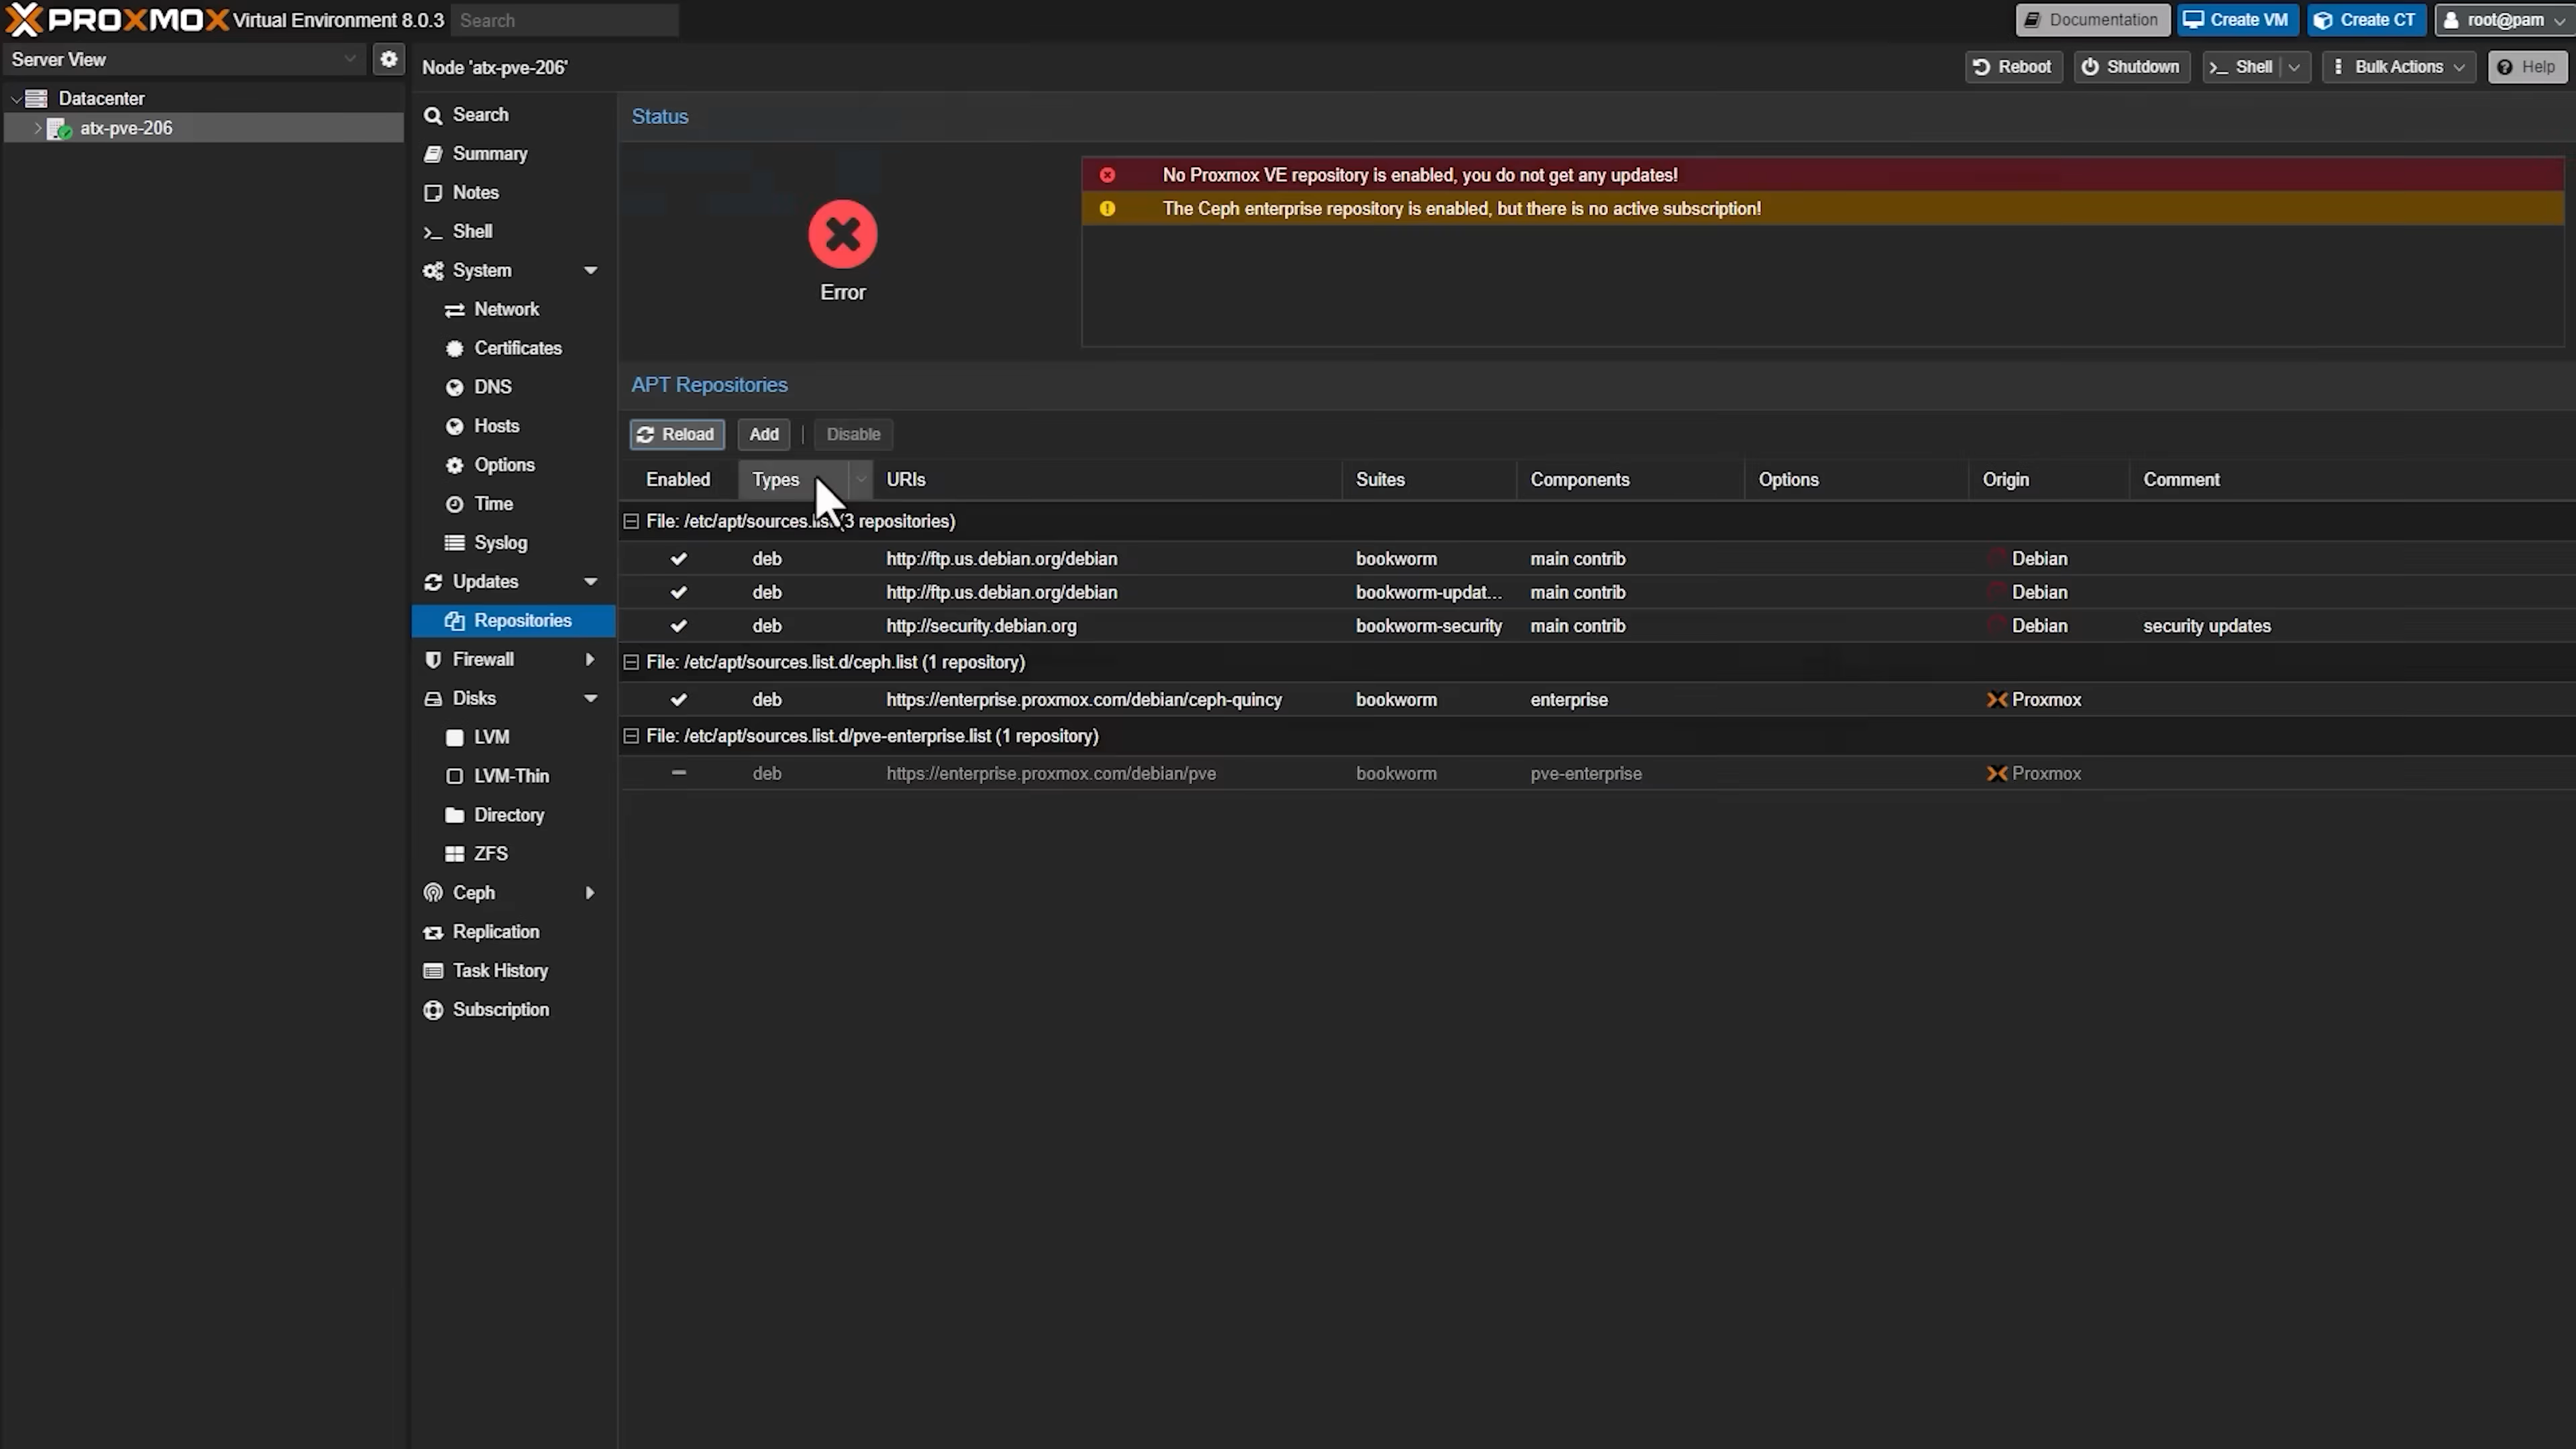 PROXMOX Virtual Environment 8.0.3 Search Documentation Create VM Create CT root@pam
Server View
Node 'atx-pve-206' Reboot Shutdown Shell Bulk Actions Help
Datacenter
atx-pve-206
Search
Summary
Notes
Shell
System
Network
Certificates
DNS
Hosts
Options
Time
Syslog
Updates
Repositories
Firewall
Disks
LVM
LVM-Thin
Directory
ZFS
Ceph
Replication
Task History
Subscription
Status
Error
No Proxmox VE repository is enabled, you do not get any updates!
The Ceph enterprise repository is enabled, but there is no active subscription!
APT Repositories
Reload Add Disable
Enabled Types URIs Suites Components Options Origin Comment
File: /etc/apt/sources.list (3 repositories)
deb http://ftp.us.debian.org/debian bookworm main contrib Debian
deb http://ftp.us.debian.org/debian bookworm-updat... main contrib Debian
deb http://security.debian.org bookworm-security main contrib Debian security updates
File: /etc/apt/sources.list.d/ceph.list (1 repository)
deb https://enterprise.proxmox.com/debian/ceph-quincy bookworm enterprise Proxmox
File: /etc/apt/sources.list.d/pve-enterprise.list (1 repository)
deb https://enterprise.proxmox.com/debian/pve bookworm pve-enterprise Proxmox